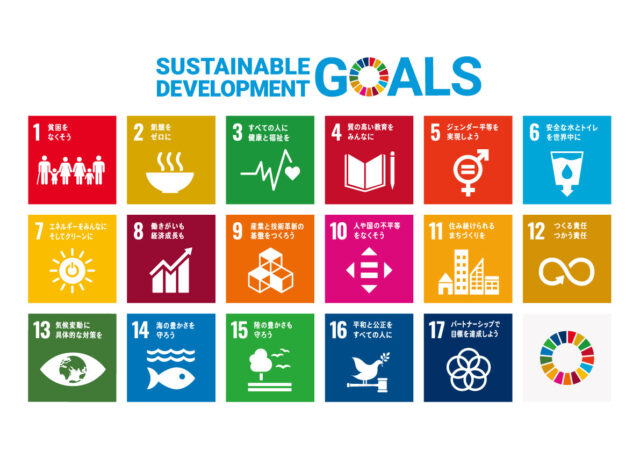 SUSTAINABLE
DEVELOPMENT
GOALS
1 貧困を
なくそう
2 飢餓を
ゼロに
3 すべての人に
健康と福祉を
4 質の高い教育を
みんなに
5 ジェンダー平等を
実現しよう
6 安全な水とトイレ
を世界中に
7 エネルギーをみんなに
そしてクリーンに
8 働きがいも
経済成長も
9 産業と技術革新の
基盤をつくろう
10 人や国の不平等
をなくそう
11 住み続けられる
まちづくりを
12 つくる責任
つかう責任
13 気候変動に
具体的な対策を
14 海の豊かさを
守ろう
15 陸の豊かさも
守ろう
16 平和と公正を
すべての人に
17 パートナーシップで
目標を達成しよう